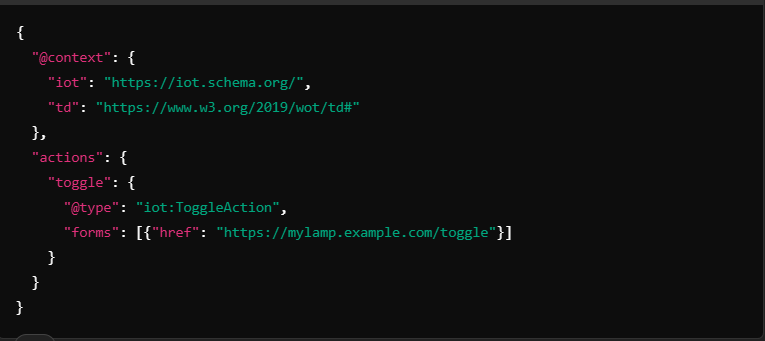 {
"@context": {
"iot": "https://iot.schema.org/",
"td": "https://www.w3.org/2019/wot/td#"
},
"actions": {
"toggle": {
"@type": "iot:ToggleAction",
"forms": [{"href": "https://mylamp.example.com/toggle"}]
}
}
}